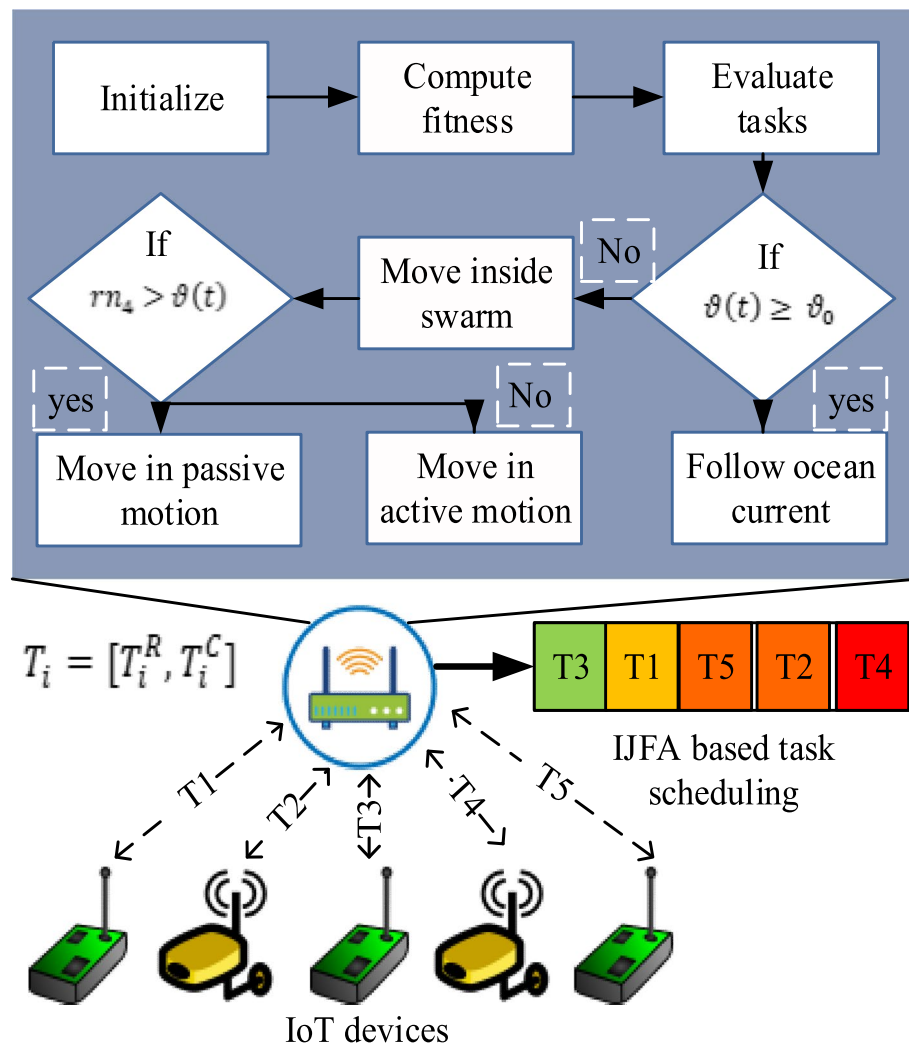 Initialize
Compute
fitness
Evaluate
tasks
If
rn₄ > ϑ(t)
Move inside
swarm
No
If
ϑ(t) ≥ ϑ₀
yes
Move in passive
motion
No
Move in
active motion
yes
Follow ocean
current
Tᵢ = [Tᵢᴿ, Tᵢᶜ]
T3 T1 T5 T2 T4
IJFA based task
scheduling
T1
T2
T3
T4
T5
IoT devices